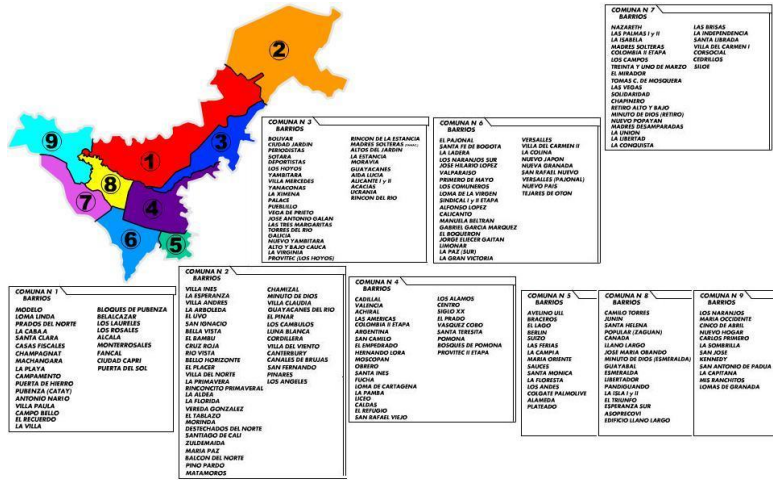 2
1
3
9
8
7
4
6
5
COMUNA N 7
BARRIOS
NAZARETH
LAS PALMAS I y II
LA ISABELA
MADRES SOLTERAS
COLOMBIA II ETAPA
LOS CAMPOS
TREINTA Y UNO DE MARZO
EL MIRADOR
TOMAS C. DE MOSQUERA
LAS VEGAS
SOLIDARIDAD
CHAPINERO
RETIRO ALTO Y BAJO
MINUTO DE DIOS (RETIRO)
NUEVO POPAYAN
MADRES DESAMPARADAS
LA UNION
LA LIBERTAD
LA CONQUISTA
LAS BRISAS
LA INDEPENDENCIA
SANTA LIBRADA
VILLA DEL CARMEN I
CORSOCIAL
CEDRILLOS
SILOE
COMUNA N 3
BARRIOS
BOLIVAR
CIUDAD JARDIN
PERIODISTAS
SOTARA
DEPORTISTAS
LOS HOYOS
YAMBITARA
VILLA MERCEDES
YANACONAS
LA XIMENA
PALACE
PUEBLILLO
VEGA DE PRIETO
JOSE ANTONIO GALAN
LAS TRES MARGARITAS
TORRES DEL RIO
GALICIA
NUEVO YAMBITARA
ALTO Y BAJO CAUCA
LA VIRGINIA
PROVITEC (LOS HOYOS)
RINCON DE LA ESTANCIA
MADRES SOLTERAS
ALTOS DEL JARDIN
LA ESTANCIA
MORAVIA
GUAYACANES
AIDA LUCIA
ALICANTE I y II
ACACIAS
UCRANIA
RINCON DEL RIO
COMUNA N 6
BARRIOS
EL PAJONAL
SANTA FE DE BOGOTA
LA LADERA
LOS NARANJOS SUR
JOSE HILARIO LOPEZ
VALPARAISO
PRIMERO DE MAYO
LOS COMUNEROS
LOMA DE LA VIRGEN
SINDICAL I y II ETAPA
ALFONSO LOPEZ
CALICANTO
MANUELA BELTRAN
GABRIEL GARCIA MARQUEZ
EL BOQUERON
JORGE ELIECER GAITAN
LIMONAR
LA PAZ (SUR)
LA GRAN VICTORIA
VERSALLES
VILLA DEL CARMEN II
LA COLINA
NUEVO JAPON
NUEVA GRANADA
SAN RAFAEL NUEVO
VERSALLES (PAJONAL)
NUEVO PAIS
TEJARES DE OTON
COMUNA N 1
BARRIOS
MODELO
LOMA LINDA
PRADOS DEL NORTE
LA CABAA
SANTA CLARA
CASAS FISCALES
CHAMPAGNAT
MACHANGARA
LA PLAYA
CAMPAMENTO
PUERTA DE HIERRO
PUBENZA (CATAY)
ANTONIO NARIO
VILLA PAULA
CAMPO BELLO
EL RECUERDO
LA VILLA
BLOQUES DE PUBENZA
BELALCAZAR
LOS LAURELES
LOS ROSALES
ALCALA
MONTERROSALES
FANCAL
CIUDAD CAPRI
PUERTA DEL SOL
COMUNA N 2
BARRIOS
VILLA INES
LA ESPERANZA
VILLA ANDRES
LA ARBOLEDA
EL UVO
SAN IGNACIO
BELLA VISTA
EL BAMBU
CRUZ ROJA
RIO VISTA
BELLO HORIZONTE
EL PLACER
VILLA DEL NORTE
LA PRIMAVERA
RINCONCITO PRIMAVERAL
LA ALDEA
LA FLORIDA
VEREDA GONZALEZ
EL TABLAZO
MORINDA
DESTECHADOS DEL NORTE
SANTIAGO DE CALI
ZULDEMAIDA
MARIA PAZ
BALCON DEL NORTE
PINO PARDO
MATAMOROS
CHAMIZAL
MINUTO DE DIOS
VILLA CLAUDIA
GUAYACANES DEL RIO
EL PINAR
LOS CAMBULOS
LUNA BLANCA
CORDILLERA
VILLA DEL VIENTO
CANTERBURY
CANALES DE BRUJAS
SAN FERNANDO
PINARES
LOS ANGELES
COMUNA N 4
BARRIOS
CADILLAL
VALENCIA
ACHIRAL
LAS AMERICAS
COLOMBIA II ETAPA
ARGENTINA
SAN CAMILO
EL EMPEDRADO
HERNANDO LORA
MOSCOPAN
OBRERO
SANTA INES
FUCHA
LOMA DE CARTAGENA
LA PAMBA
LICEO
CALDAS
EL REFUGIO
SAN RAFAEL VIEJO
LOS ALAMOS
CENTRO
SIGLO XX
EL PRADO
VASQUEZ COBO
SANTA TERESITA
POMONA
BOSQUES DE POMONA
PROVITEC II ETAPA
COMUNA N 5
BARRIOS
AVELINO ULL
BRACEROS
EL LAGO
BERLIN
SUIZO
LAS FERIAS
LA CAMPIA
MARIA ORIENTE
SAUCES
SANTA MONICA
LA FLORESTA
LOS ANDES
COLGATE PALMOLIVE
ALAMEDA
PLATEADO
COMUNA N 8
BARRIOS
CAMILO TORRES
JUNIN
SANTA HELENA
POPULAR (ZAGUAN)
CANADA
LLANO LARGO
JOSE MARIA OBANDO
MINUTO DE DIOS (ESMERALDA)
GUAYABAL
ESMERALDA
LIBERTADOR
PANDIGUANDO
LA ISLA I y II
EL TRIUNFO
ESPERANZA SUR
ASOPRECOVI
EDIFICIO LLANO LARGO
COMUNA N 9
BARRIOS
LOS NARANJOS
MARIA OCCIDENTE
CINCO DE ABRIL
NUEVO HOGAR
CARLOS PRIMERO
LA SOMBRILLA
SAN JOSE
KENNEDY
SAN ANTONIO DE PADUA
LA CAPITANA
MIS RANCHITOS
LOMAS DE GRANADA